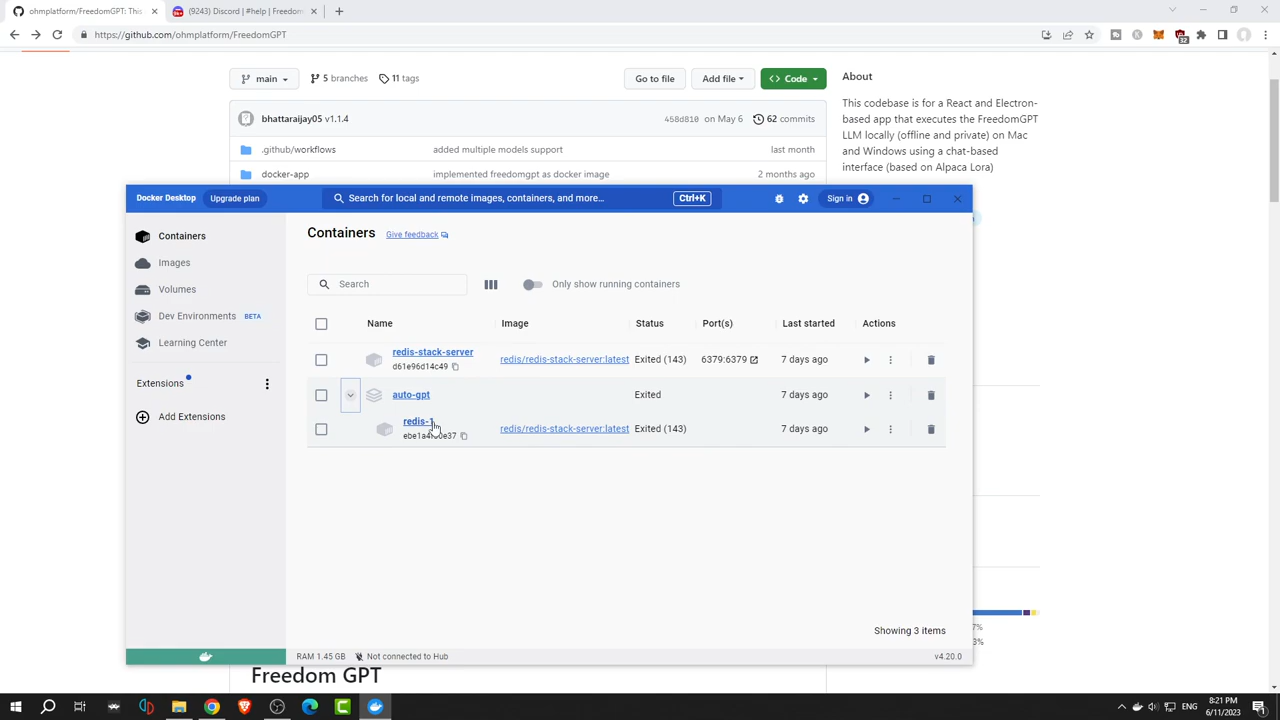 ohmplatform/FreedomGPT: This
(9243) Discord | #help | Freedom
https://github.com/ohmplatform/FreedomGPT
main
5 branches
11 tags
Go to file
Add file
Code
About
bhattaraijay05 v1.1.4
458d810 on May 6
62 commits
This codebase is for a React and Electron-
based app that executes the FreedomGPT
LLM locally (offline and private) on Mac
and Windows using a chat-based
interface (based on Alpaca Lora)
.github/workflows
added multiple models support
last month
docker-app
implemented freedomgpt as docker image
2 months ago
Docker Desktop
Upgrade plan
Search for local and remote images, containers, and more...
Ctrl+K
Sign in
Containers
Images
Volumes
Dev Environments BETA
Learning Center
Extensions
Add Extensions
Containers
Give feedback
Search
Only show running containers
Name
Image
Status
Port(s)
Last started
Actions
redis-stack-server
d61e96d14c49
redis/redis-stack-server:latest
Exited (143)
6379:6379
7 days ago
auto-gpt
Exited
7 days ago
redis-1
redis/redis-stack-server:latest
Exited (143)
7 days ago
Showing 3 items
RAM 1.45 GB
Not connected to Hub
v4.20.0
Freedom GPT
ENG
8:21 PM
6/11/2023